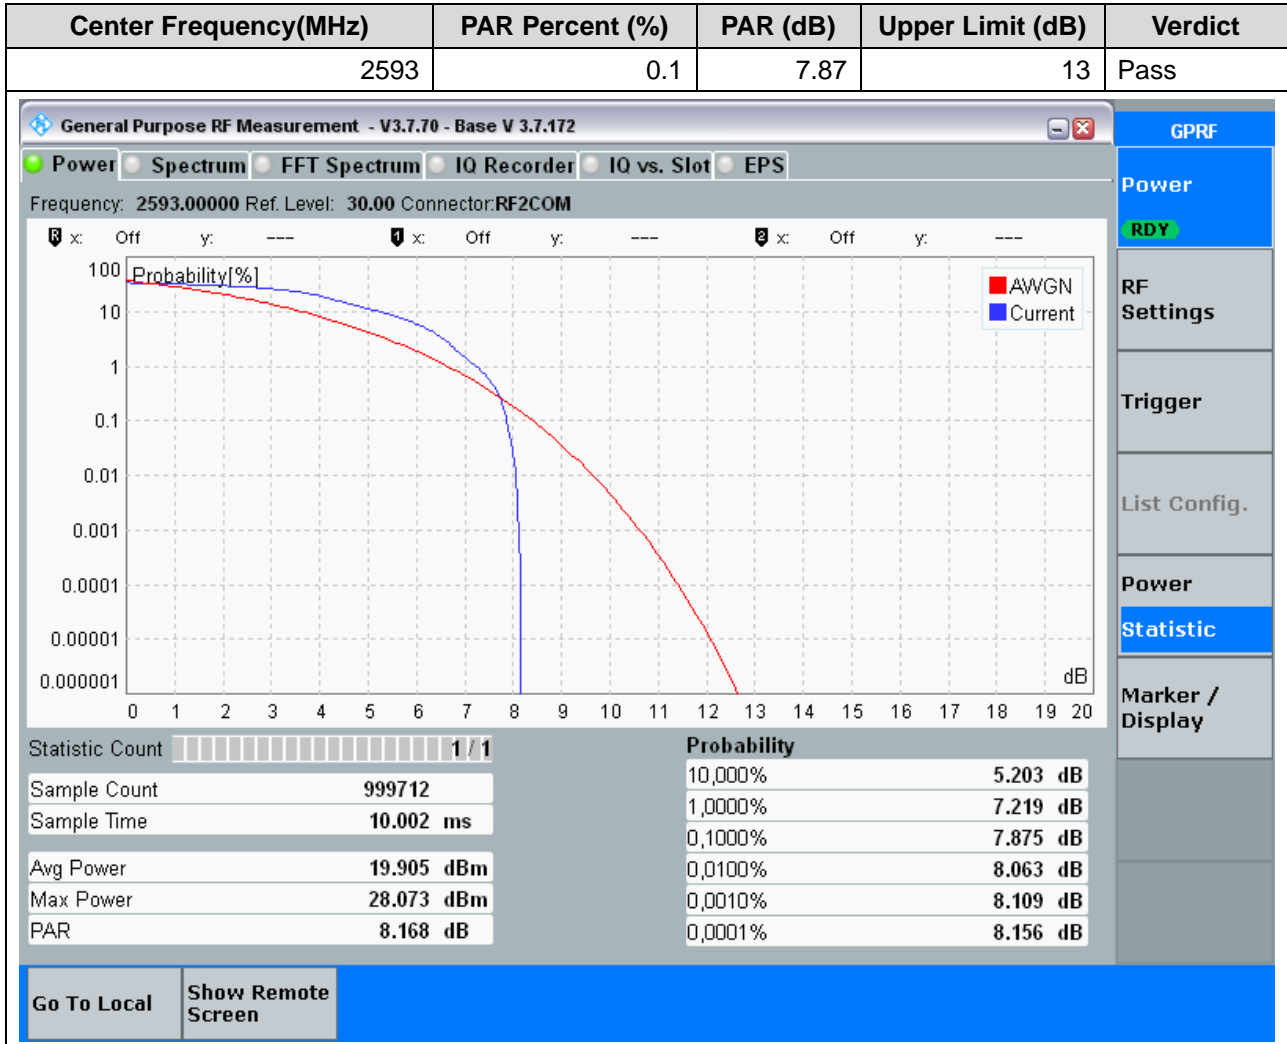 Center Frequency(MHz) PAR Percent (%) PAR (dB) Upper Limit (dB) Verdict
2593 0.1 7.87 13 Pass
General Purpose RF Measurement - V3.7.70 - Base V 3.7.172
GPRF
Power Spectrum FFT Spectrum IQ Recorder IQ vs. Slot EPS
Frequency: 2593.00000 Ref. Level: 30.00 Connector:RF2COM
R x: Off y: --- 1 x: Off y: --- 2 x: Off y: ---
Probability[%]
AWGN
Current
100
10
1
0.1
0.01
0.001
0.0001
0.00001
0.000001
dB
0 1 2 3 4 5 6 7 8 9 10 11 12 13 14 15 16 17 18 19 20
Statistic Count 1 / 1
Sample Count 999712
Sample Time 10.002 ms
Avg Power 19.905 dBm
Max Power 28.073 dBm
PAR 8.168 dB
Probability
10,000% 5.203 dB
1,0000% 7.219 dB
0,1000% 7.875 dB
0,0100% 8.063 dB
0,0010% 8.109 dB
0,0001% 8.156 dB
Power
RDY
RF
Settings
Trigger
List Config.
Power
Statistic
Marker /
Display
Go To Local
Show Remote
Screen